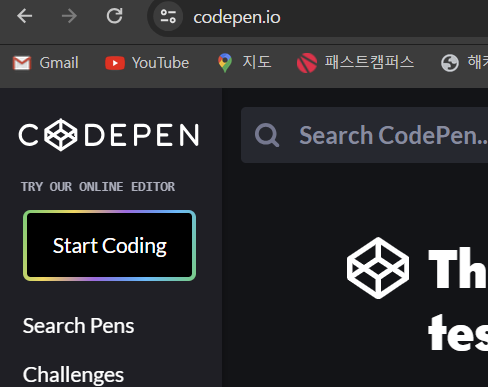 codepen.io
Gmail YouTube 지도 패스트캠퍼스
CODEPEN
Search CodePen...
TRY OUR ONLINE EDITOR
Start Coding
Search Pens
Challenges